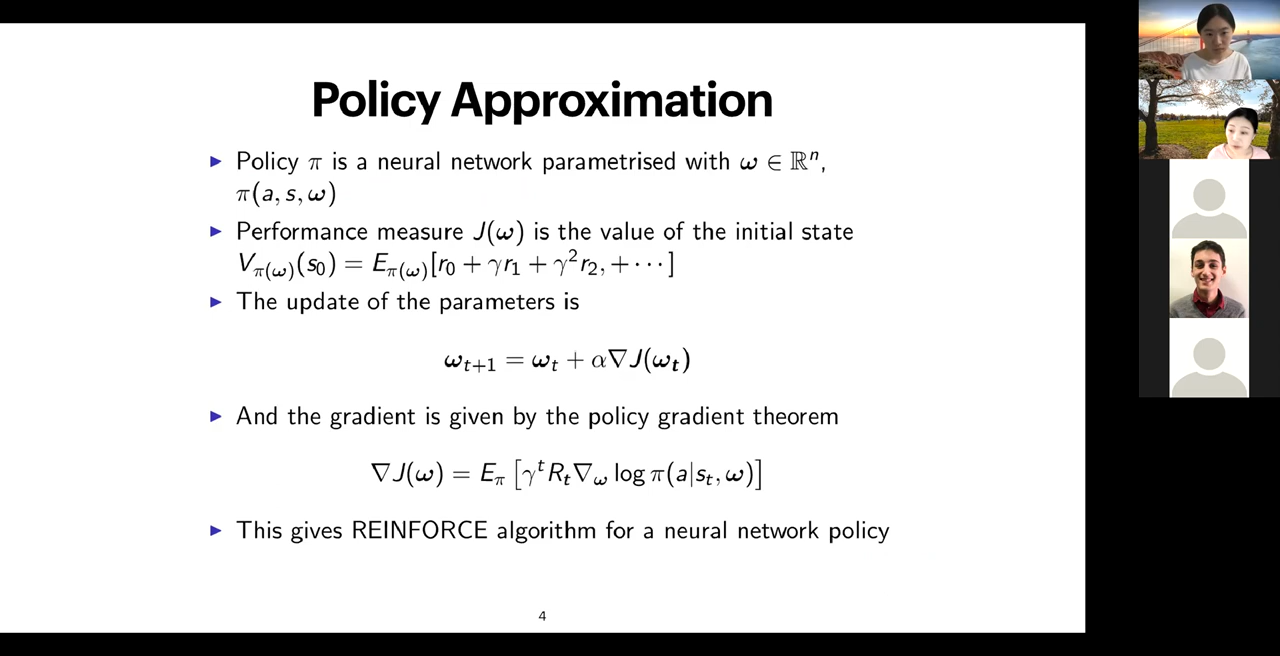 Policy Approximation
▶ Policy π is a neural network parametrised with ω ∈ ℝⁿ,
π(a, s, ω)
▶ Performance measure J(ω) is the value of the initial state
V_π(ω)(s₀) = E_π(ω)[r₀ + γr₁ + γ²r₂, + ⋯]
▶ The update of the parameters is
ω_{t+1} = ω_t + α∇J(ω_t)
▶ And the gradient is given by the policy gradient theorem
∇J(ω) = E_π [γᵗR_t∇_ω log π(a|s_t, ω)]
▶ This gives REINFORCE algorithm for a neural network policy
4